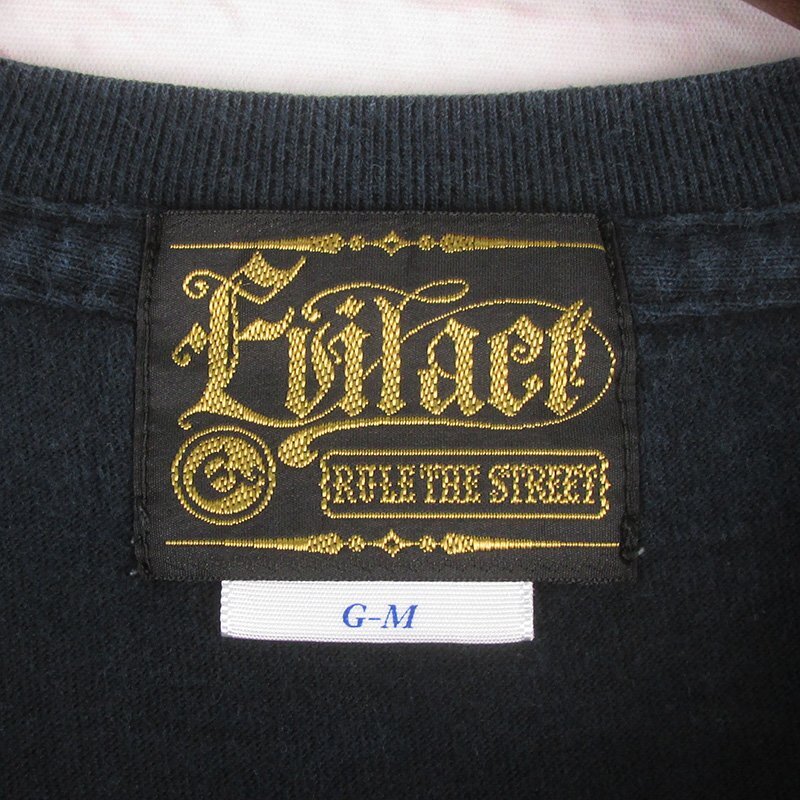 Evilact
RULE THE STREET
G-M